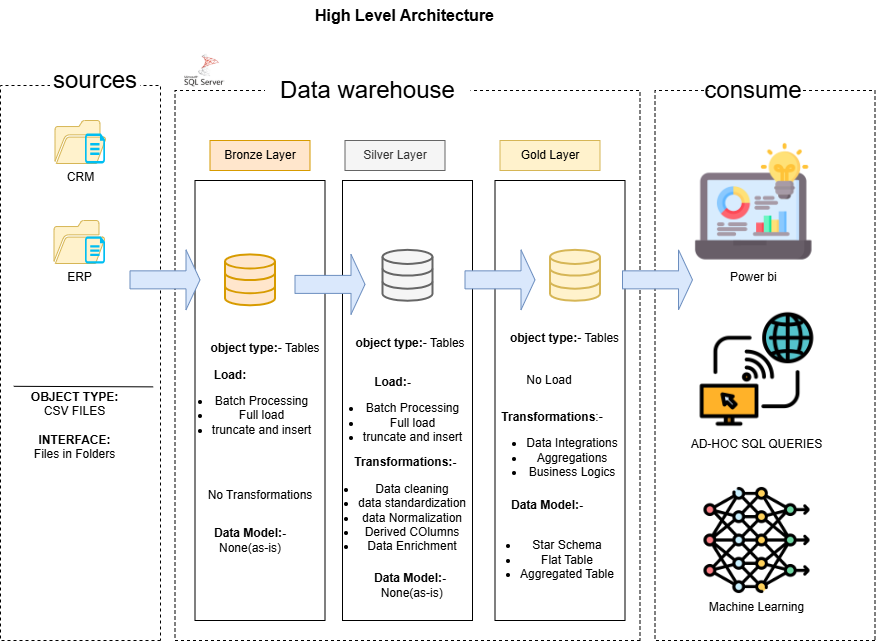 High Level Architecture
sources
CRM
ERP
OBJECT TYPE:
CSV FILES
INTERFACE:
Files in Folders
Microsoft
SQL Server
Data warehouse
Bronze Layer
object type:- Tables
Load:
Batch Processing
Full load
truncate and insert
No Transformations
Data Model:-
None(as-is)
Silver Layer
object type:- Tables
Load:-
Batch Processing
Full load
truncate and insert
Transformations:-
Data cleaning
data standardization
data Normalization
Derived COlumns
Data Enrichment
Data Model:-
None(as-is)
Gold Layer
object type:- Tables
No Load
Transformations:-
Data Integrations
Aggregations
Business Logics
Data Model:-
Star Schema
Flat Table
Aggregated Table
consume
Power bi
AD-HOC SQL QUERIES
Machine Learning